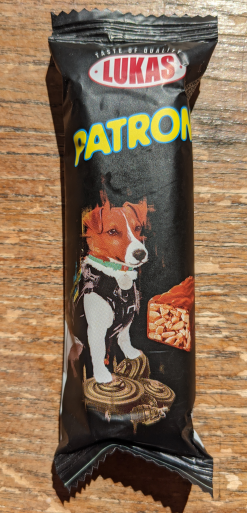 TASTE OF QUALITY
LUKAS
PATRON